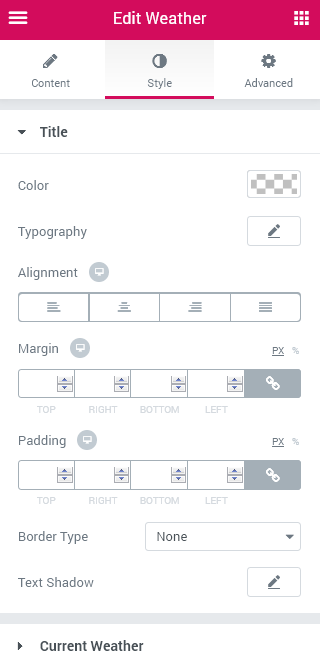 Edit Weather
Content Style Advanced
Title
Color
Typography
Alignment
Margin PX %
TOP RIGHT BOTTOM LEFT
Padding PX %
TOP RIGHT BOTTOM LEFT
Border Type None
Text Shadow
Current Weather